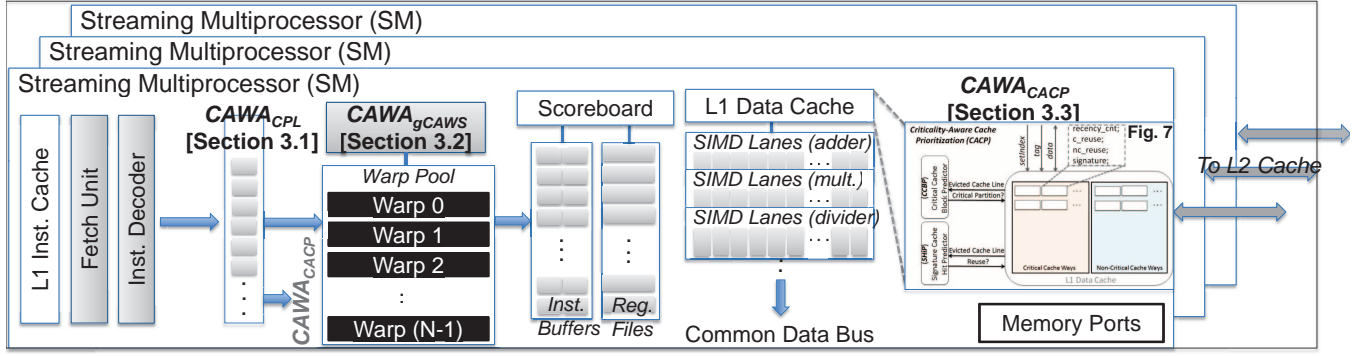 Streaming Multiprocessor (SM)
Streaming Multiprocessor (SM)
Streaming Multiprocessor (SM)
L1 Inst. Cache
Fetch Unit
Inst. Decoder
CAWACPL
[Section 3.1]
CAWACACP
CAWAgCAWS
[Section 3.2]
Warp Pool
Warp 0
Warp 1
Warp 2
:
Warp (N-1)
Scoreboard
Inst.
Buffers
Reg.
Files
L1 Data Cache
SIMD Lanes (adder)
...
SIMD Lanes (mult.)
...
SIMD Lanes (divider)
...
Common Data Bus
CAWACACP
[Section 3.3]
Criticality-Aware Cache
Prioritization (CACP)
setIndex
tag
data
recency_cnt;
c_reuse;
nc_reuse;
signature;
Fig. 7
(CCBP)
Critical Cache
Block Predictor
Evicted Cache Line
Critical Partition?
(SHiP)
Signature Cache
Hit Predictor
Evicted Cache Line
Reuse?
Critical Cache Ways
Non-Critical Cache Ways
L1 Data Cache
Memory Ports
To L2 Cache